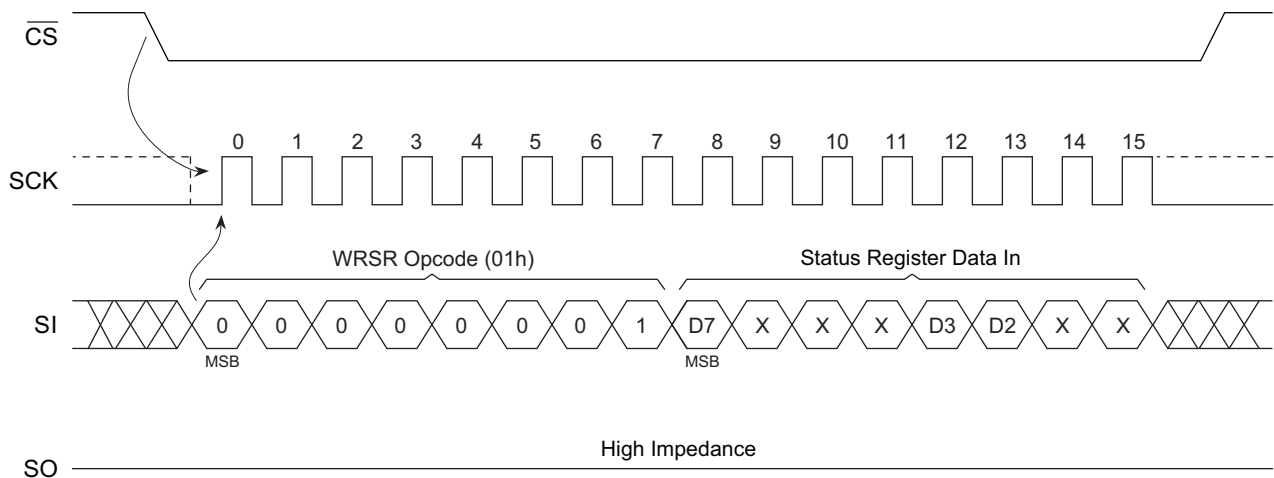 CS
0 1 2 3 4 5 6 7 8 9 10 11 12 13 14 15
SCK
WRSR Opcode (01h) Status Register Data In
SI 0 0 0 0 0 0 0 1 D7 X X X D3 D2 X X
MSB MSB
High Impedance
SO